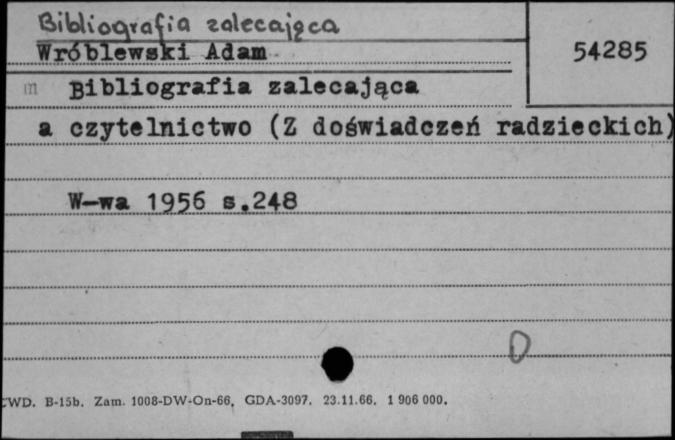 Bibliografia zalecająca
Wróblewski Adam
54285
m Bibliografia zalecająca
a czytelnictwo (Z doświadczeń radzieckich)
W-wa 1956 s.248
CWD. B-15b. Zam. 1008-DW-On-66, GDA-3097. 23.11.66. 1 906 000.